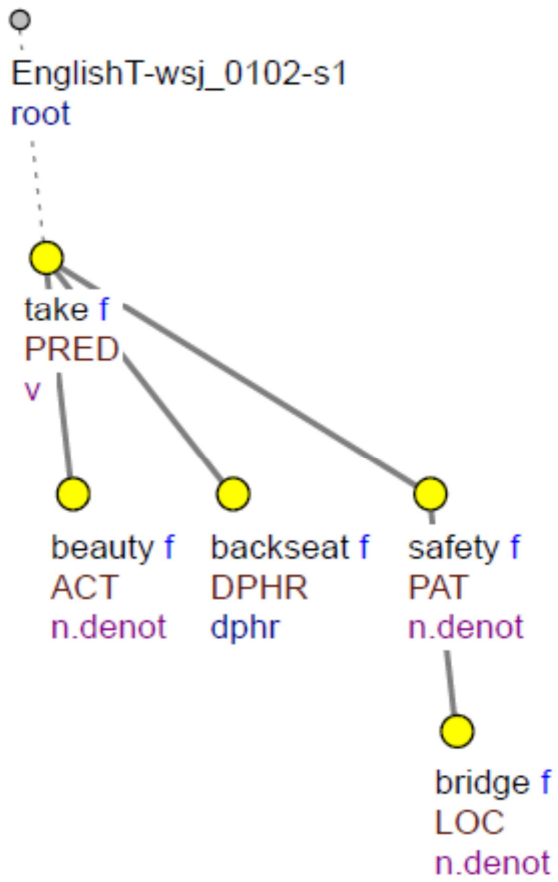 EnglishT-wsj_0102-s1
root
take f
PRED
v
beauty f
ACT
n.denot
backseat f
DPHR
dphr
safety f
PAT
n.denot
bridge f
LOC
n.denot